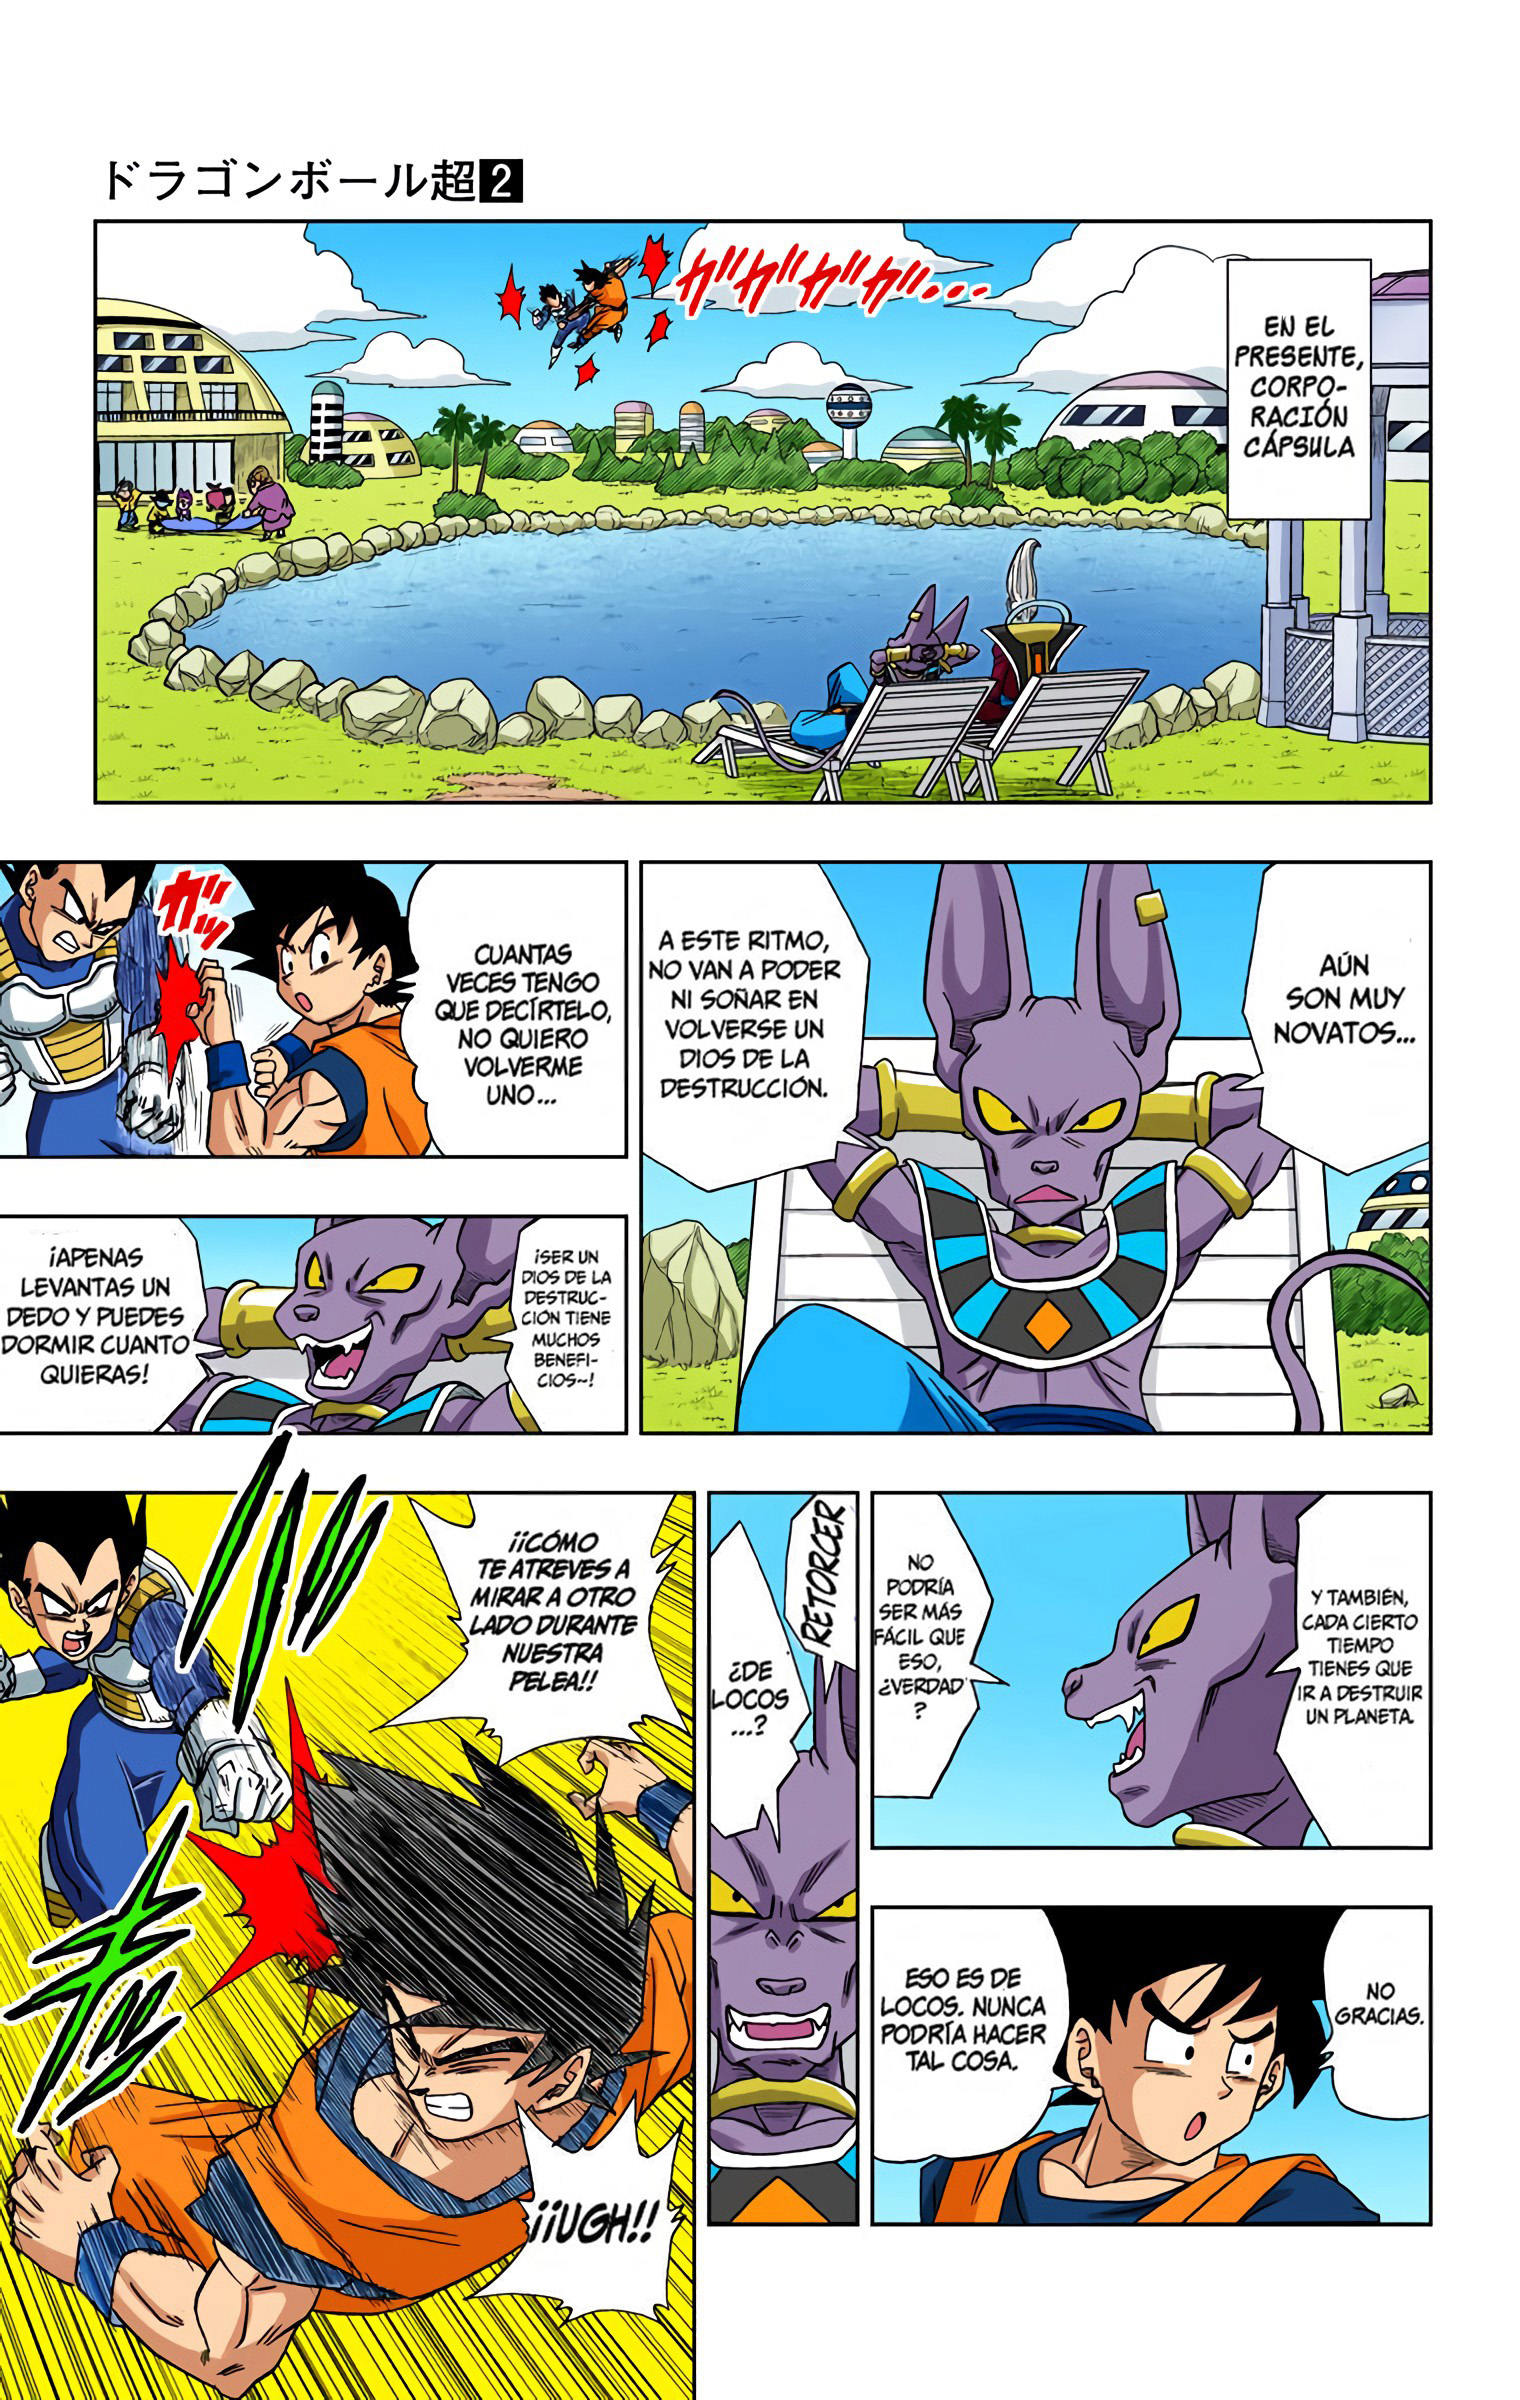 ドラゴンボール超2
ガガガガ...
EN EL
PRESENTE,
CORPO-
RACIÓN
CÁPSULA
AÚN
SON MUY
NOVATOS...
A ESTE RITMO,
NO VAN A PODER
NI SOÑAR EN
VOLVERSE UN
DIOS DE LA
DESTRUCCIÓN.
CUANTAS
VECES TENGO
QUE DECÍRTELO,
NO QUIERO
VOLVERME
UNO...
ガッ
¡SER UN
DIOS DE LA
DESTRUC-
CIÓN TIENE
MUCHOS
BENEFI-
CIOS~!
¡APENAS
LEVANTAS UN
DEDO Y PUEDES
DORMIR CUANTO
QUIERAS!
Y TAMBIÉN,
CADA CIERTO
TIEMPO
TIENES QUE
IR A DESTRUIR
UN PLANETA.
NO
PODRÍA
SER MÁS
FÁCIL QUE
ESO,
¿VERDAD
?
NO
GRACIAS.
ESO ES DE
LOCOS. NUNCA
PODRÍA HACER
TAL COSA.
RETORCER
¿DE
LOCOS
...?
¡¡CÓMO
TE ATREVES A
MIRAR A OTRO
LADO DURANTE
NUESTRA
PELEA!!
¡¡UGH!!